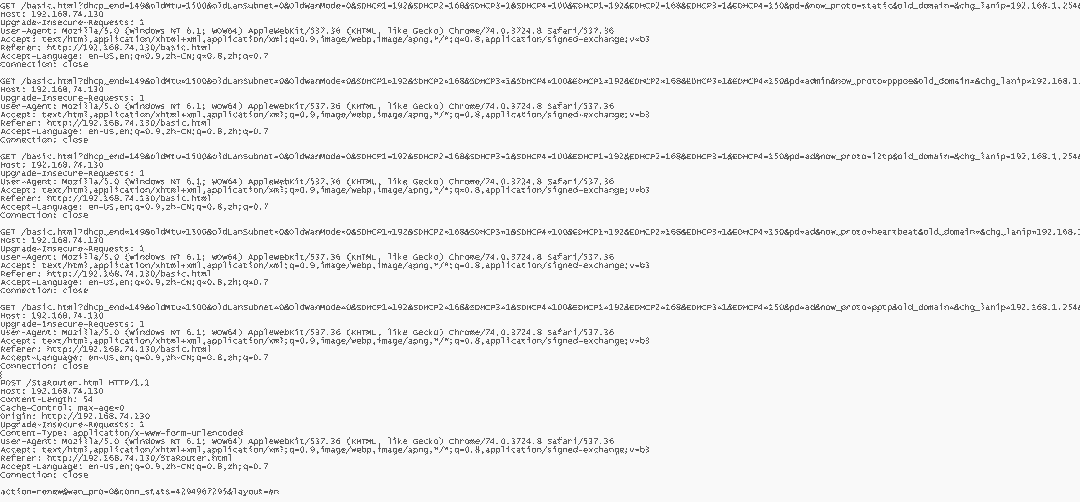 GET /basic.html?dhcp_end=149&oldMtu=1500&oldLanSubnet=0&OldWanMode=0&SDHCP1=192&SDHCP2=168&SDHCP3=1&SDHCP4=100&EDHCP1=192&EDHCP2=168&EDHCP3=1&EDHCP4=150&pd=&now_proto=static&old_domain=&chg_lanip=192.168.1.254&
Host: 192.168.74.130
Upgrade-Insecure-Requests: 1
User-Agent: Mozilla/5.0 (Windows NT 6.1; WOW64) AppleWebKit/537.36 (KHTML, like Gecko) Chrome/74.0.3724.8 Safari/537.36
Accept: text/html,application/xhtml+xml,application/xml;q=0.9,image/webp,image/apng,*/*;q=0.8,application/signed-exchange;v=b3
Referer: http://192.168.74.130/basic.html
Accept-Language: en-US,en;q=0.9,zh-CN;q=0.8,zh;q=0.7
Connection: close
GET /basic.html?dhcp_end=149&oldMtu=1500&oldLanSubnet=0&OldWanMode=0&SDHCP1=192&SDHCP2=168&SDHCP3=1&SDHCP4=100&EDHCP1=192&EDHCP2=168&EDHCP3=1&EDHCP4=150&pd=admin&now_proto=pppoe&old_domain=&chg_lanip=192.168.1.
Host: 192.168.74.130
Upgrade-Insecure-Requests: 1
User-Agent: Mozilla/5.0 (Windows NT 6.1; WOW64) AppleWebKit/537.36 (KHTML, like Gecko) Chrome/74.0.3724.8 Safari/537.36
Accept: text/html,application/xhtml+xml,application/xml;q=0.9,image/webp,image/apng,*/*;q=0.8,application/signed-exchange;v=b3
Referer: http://192.168.74.130/basic.html
Accept-Language: en-US,en;q=0.9,zh-CN;q=0.8,zh;q=0.7
Connection: close
GET /basic.html?dhcp_end=149&oldMtu=1500&oldLanSubnet=0&OldWanMode=0&SDHCP1=192&SDHCP2=168&SDHCP3=1&SDHCP4=100&EDHCP1=192&EDHCP2=168&EDHCP3=1&EDHCP4=150&pd=ad&now_proto=l2tp&old_domain=&chg_lanip=192.168.1.254
Host: 192.168.74.130
Upgrade-Insecure-Requests: 1
User-Agent: Mozilla/5.0 (Windows NT 6.1; WOW64) AppleWebKit/537.36 (KHTML, like Gecko) Chrome/74.0.3724.8 Safari/537.36
Accept: text/html,application/xhtml+xml,application/xml;q=0.9,image/webp,image/apng,*/*;q=0.8,application/signed-exchange;v=b3
Referer: http://192.168.74.130/basic.html
Accept-Language: en-US,en;q=0.9,zh-CN;q=0.8,zh;q=0.7
Connection: close
GET /basic.html?dhcp_end=149&oldMtu=1500&oldLanSubnet=0&OldWanMode=0&SDHCP1=192&SDHCP2=168&SDHCP3=1&SDHCP4=100&EDHCP1=192&EDHCP2=168&EDHCP3=1&EDHCP4=150&pd=ad&now_proto=heartbeat&old_domain=&chg_lanip=192.168.
Host: 192.168.74.130
Upgrade-Insecure-Requests: 1
User-Agent: Mozilla/5.0 (Windows NT 6.1; WOW64) AppleWebKit/537.36 (KHTML, like Gecko) Chrome/74.0.3724.8 Safari/537.36
Accept: text/html,application/xhtml+xml,application/xml;q=0.9,image/webp,image/apng,*/*;q=0.8,application/signed-exchange;v=b3
Referer: http://192.168.74.130/basic.html
Accept-Language: en-US,en;q=0.9,zh-CN;q=0.8,zh;q=0.7
Connection: close
GET /basic.html?dhcp_end=149&oldMtu=1500&oldLanSubnet=0&OldWanMode=0&SDHCP1=192&SDHCP2=168&SDHCP3=1&SDHCP4=100&EDHCP1=192&EDHCP2=168&EDHCP3=1&EDHCP4=150&pd=ad&now_proto=pptp&old_domain=&chg_lanip=192.168.1.254
Host: 192.168.74.130
Upgrade-Insecure-Requests: 1
User-Agent: Mozilla/5.0 (Windows NT 6.1; WOW64) AppleWebKit/537.36 (KHTML, like Gecko) Chrome/74.0.3724.8 Safari/537.36
Accept: text/html,application/xhtml+xml,application/xml;q=0.9,image/webp,image/apng,*/*;q=0.8,application/signed-exchange;v=b3
Referer: http://192.168.74.130/basic.html
Accept-Language: en-US,en;q=0.9,zh-CN;q=0.8,zh;q=0.7
Connection: close
POST /StaRouter.html HTTP/1.1
Host: 192.168.74.130
Content-Length: 54
Cache-Control: max-age=0
Origin: http://192.168.74.130
Upgrade-Insecure-Requests: 1
Content-Type: application/x-www-form-urlencoded
User-Agent: Mozilla/5.0 (Windows NT 6.1; WOW64) AppleWebKit/537.36 (KHTML, like Gecko) Chrome/74.0.3724.8 Safari/537.36
Accept: text/html,application/xhtml+xml,application/xml;q=0.9,image/webp,image/apng,*/*;q=0.8,application/signed-exchange;v=b3
Referer: http://192.168.74.130/StaRouter.html
Accept-Language: en-US,en;q=0.9,zh-CN;q=0.8,zh;q=0.7
Connection: close
action=renew&wan_pro=0&conn_stats=4294967295&layout=en